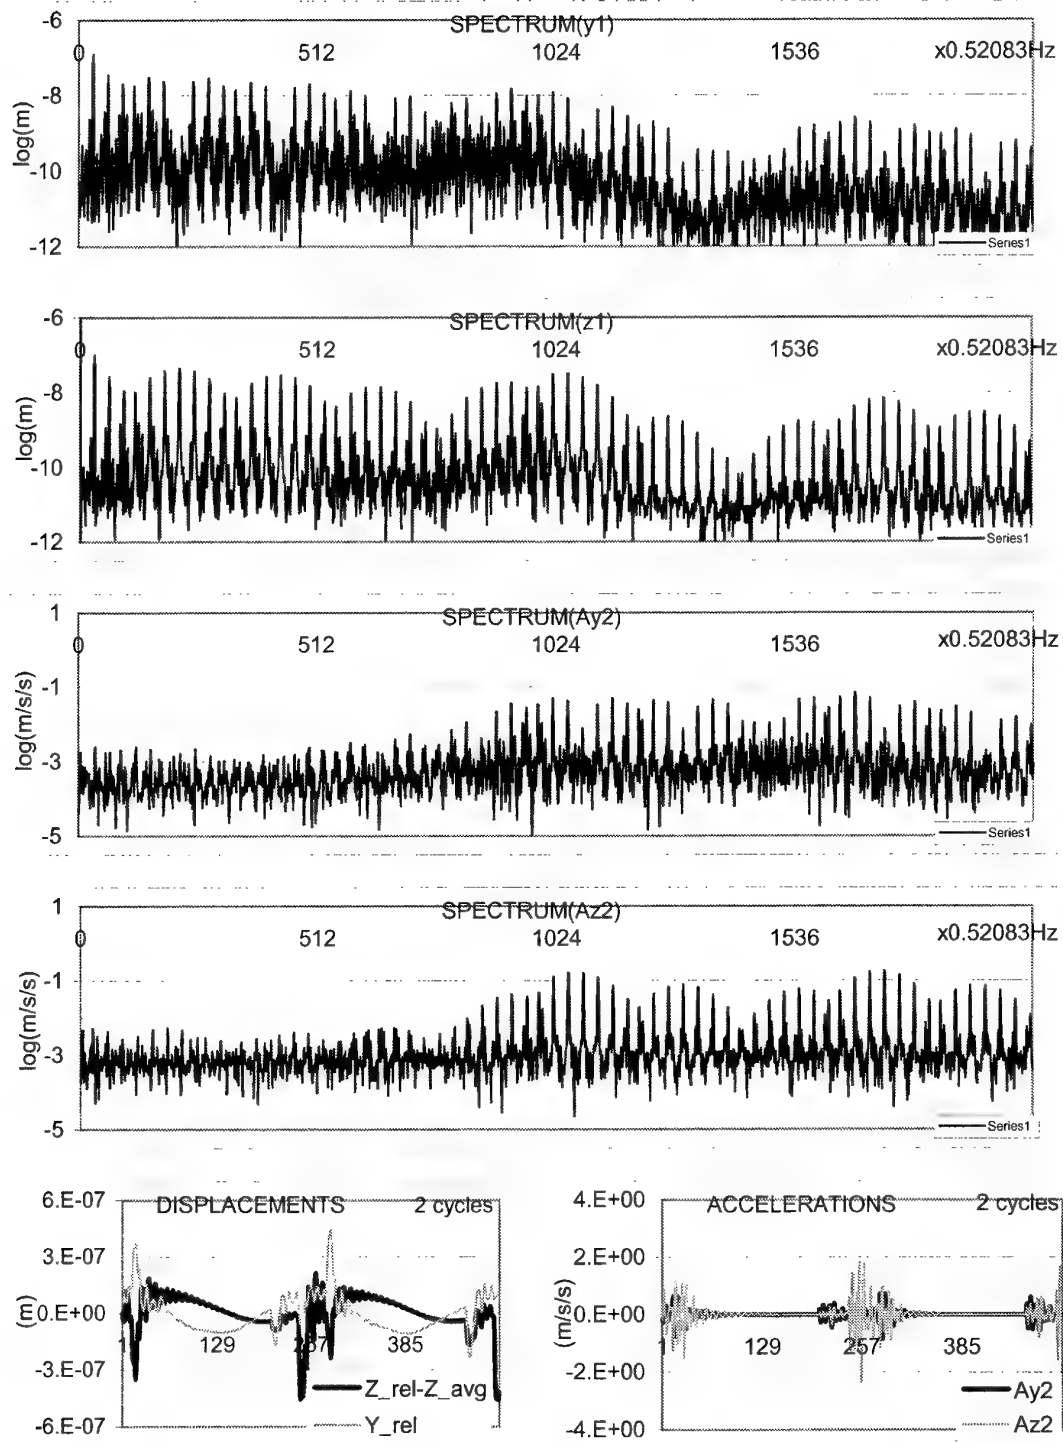 SPECTRUM(y1)
-6
0 512 1024 1536 x0.52083Hz
-8
log(m)
-10
-12
Series1
SPECTRUM(z1)
-6
0 512 1024 1536 x0.52083Hz
-8
log(m)
-10
-12
Series1
SPECTRUM(Ay2)
1
0 512 1024 1536 x0.52083Hz
-1
log(m/s/s)
-3
-5
Series1
SPECTRUM(Az2)
1
0 512 1024 1536 x0.52083Hz
-1
log(m/s/s)
-3
-5
Series1
DISPLACEMENTS 2 cycles
6.E-07
3.E-07
0.E+00
(m)
1 129 257 385
-3.E-07
-6.E-07
Z_rel-Z_avg
Y_rel
ACCELERATIONS 2 cycles
4.E+00
2.E+00
0.E+00
(m/s/s)
1 129 257 385
-2.E+00
-4.E+00
Ay2
Az2